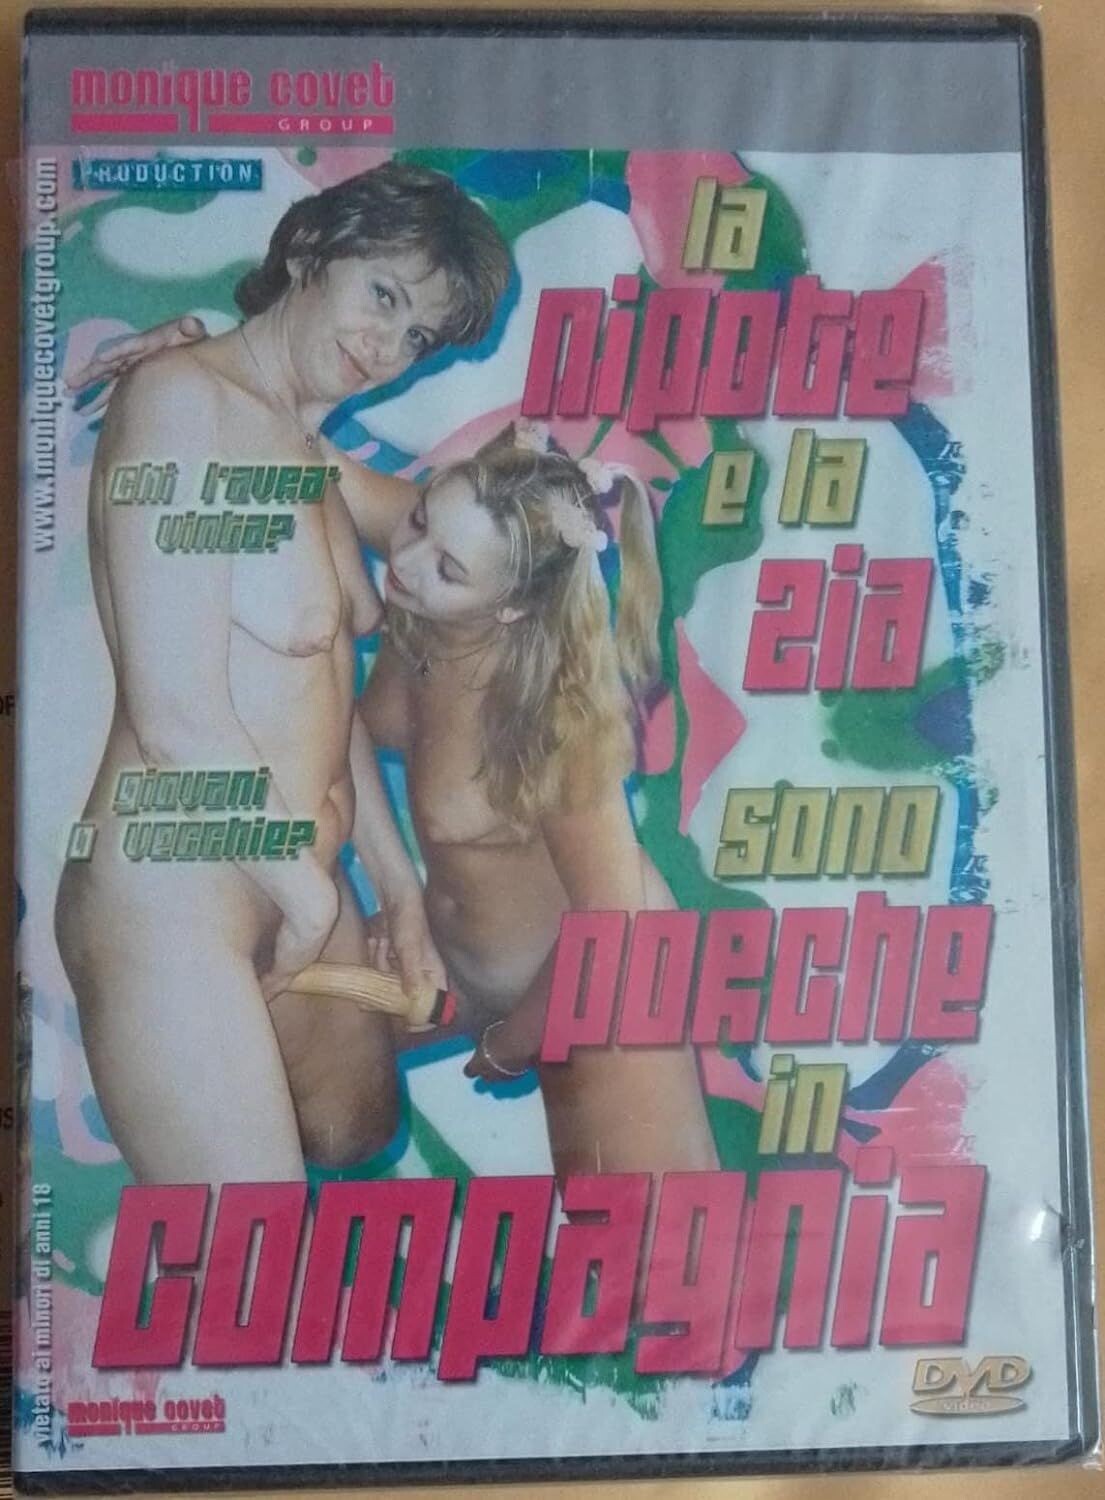 monique covet
GROUP
PRODUCTION
www.moniquecovetgroup.com
la
nipote
e la
zia
chi l'avra'
vinta?
giovani
o vecchie?
sono
porche
in
compagnia
vietato ai minori di anni 18
monique covet
GROUP
DVD
video